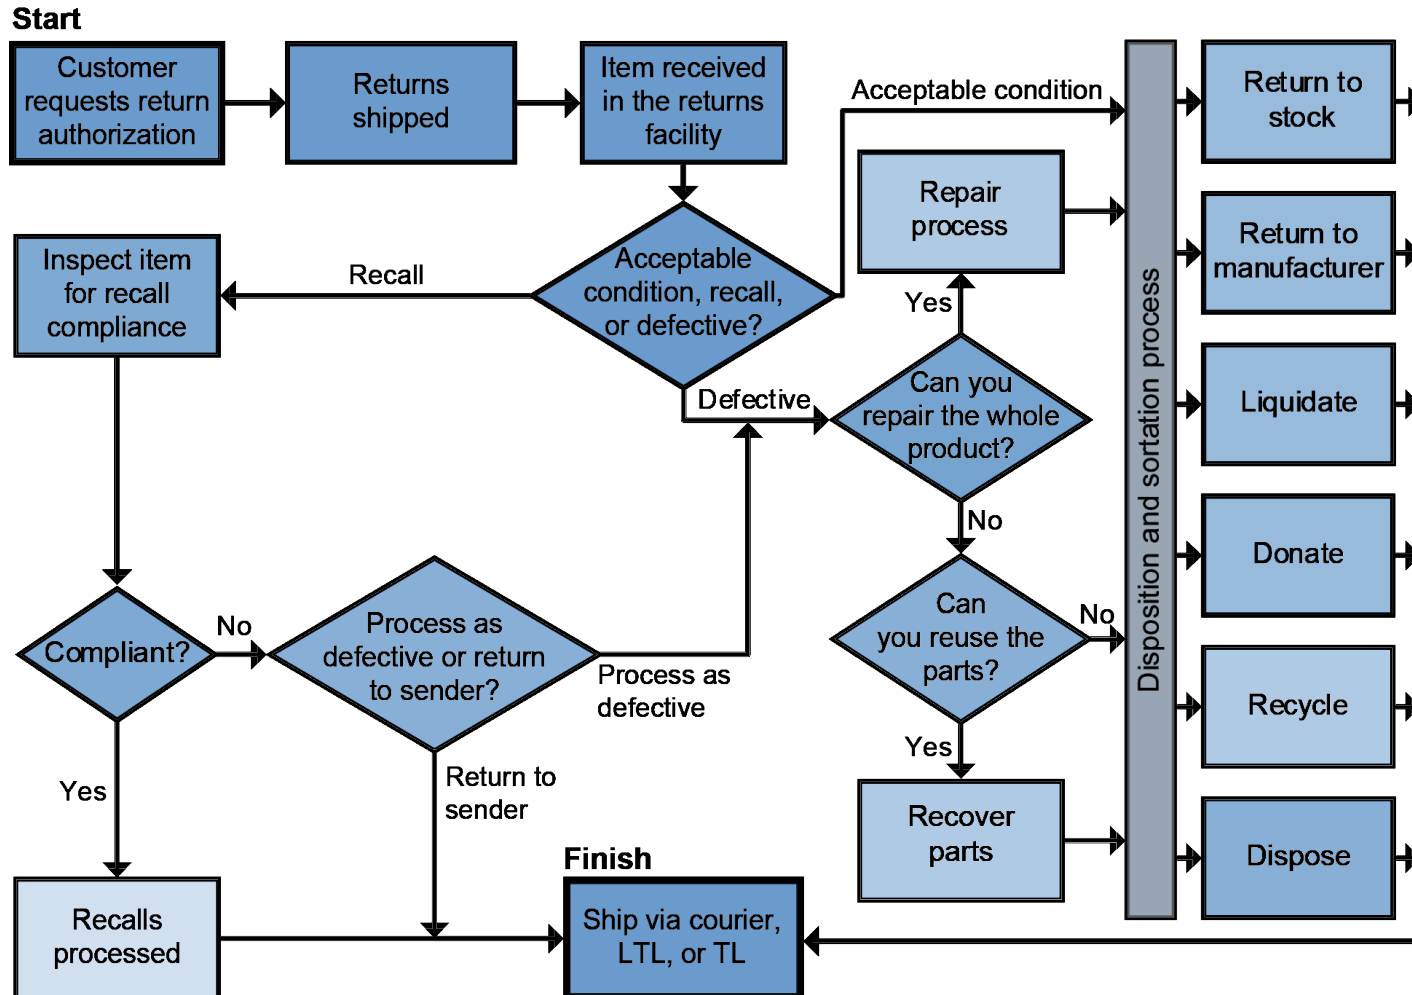 Start
Customer
requests return
authorization
Returns
shipped
Item received
in the returns
facility
Acceptable condition
Return to
stock
Repair
process
Return to
manufacturer
Inspect item
for recall
compliance
Recall
Acceptable
condition, recall,
or defective?
Yes
Disposition and sortation process
Defective
Can you
repair the whole
product?
Liquidate
No
Donate
Compliant?
No
Process as
defective or return
to sender?
Process as
defective
Can
you reuse the
parts?
No
Recycle
Yes
Yes
Return to
sender
Recover
parts
Dispose
Finish
Recalls
processed
Ship via courier,
LTL, or TL